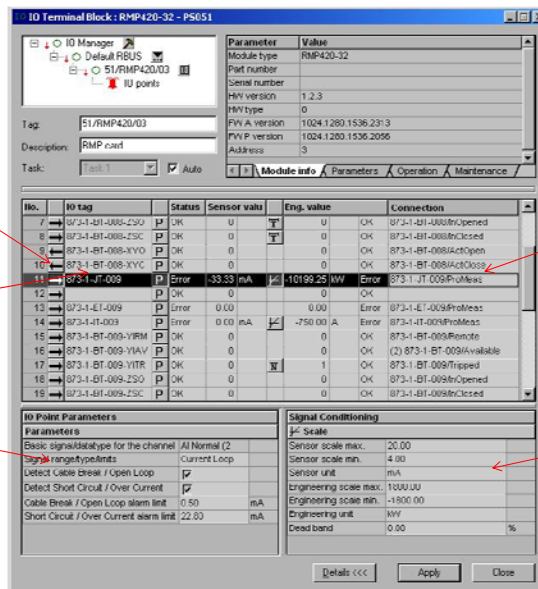 IO Terminal Block : RMP420-32 - PS051
IO Manager
Default RBUS
51/RMP420/03
IO points
Parameter Value
Module type RMP420-32
Part number
Serial number
HW version 1.2.3
HW type 0
FW A version 1024.1280.1536.2313
FW P version 1024.1280.1536.2056
Address 3
Tag: 51/RMP420/03
Description: RMP card
Task: Task 1 Auto
Module info Parameters Operation Maintenance
No. IO tag Status Sensor valu Eng. value Connection
7 873-1-BT-008-ZSO P OK 0 0 OK 873-1-BT-008/InOpened
8 873-1-BT-008-ZSC P OK 0 0 OK 873-1-BT-008/InClosed
9 873-1-BT-008-XYO P OK 0 0 OK 873-1-BT-008/ActOpen
10 873-1-BT-008-XYC P OK 0 0 OK 873-1-BT-008/ActClose
11 873-1-JT-009 P Error -33.33 mA -10199.25 kW Error 873-1-JT-009/ProMeas
12 P OK 0 0 OK
13 873-1-ET-009 P Error 0.00 0.00 Error 873-1-ET-009/ProMeas
14 873-1-IT-009 P Error 0.00 mA -750.00 A Error 873-1-IT-009/ProMeas
15 873-1-BT-009-YIRM P OK 0 0 OK 873-1-BT-009/Remote
16 873-1-BT-009-YIAV P OK 0 0 OK (2) 873-1-BT-009/Available
17 873-1-BT-009-YITR P OK 0 1 OK 873-1-BT-009/Tripped
18 873-1-BT-009-ZSO P OK 0 0 OK 873-1-BT-009/InOpened
19 873-1-BT-009-ZSC P OK 0 0 OK 873-1-BT-009/InClosed
IO Point Parameters
Parameters
Basic signal/datatype for the channel AI Normal (2
Signal range/type/limits Current Loop
Detect Cable Break / Open Loop
Detect Short Circuit / Over Current
Cable Break / Open Loop alarm limit 0.50 mA
Short Circuit / Over Current alarm limit 22.80 mA
Signal Conditioning
Scale
Sensor scale max. 20.00
Sensor scale min. 4.00
Sensor unit mA
Engineering scale max. 1800.00
Engineering scale min. -1800.00
Engineering unit kW
Dead band 0.00 %
Details <<< Apply Close